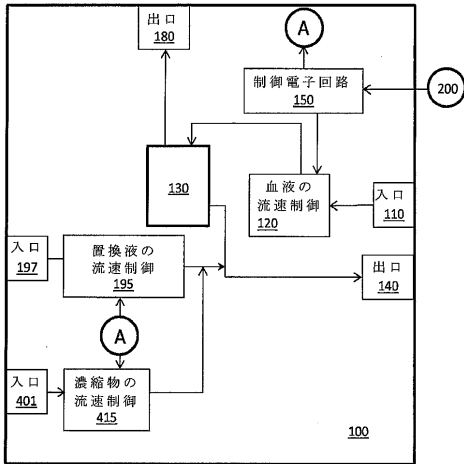 出口
180
A
制御電子回路
150
200
130
血液の
流速制御
120
入口
110
入口
197
置換液の
流速制御
195
出口
140
A
入口
401
濃縮物の
流速制御
415
100